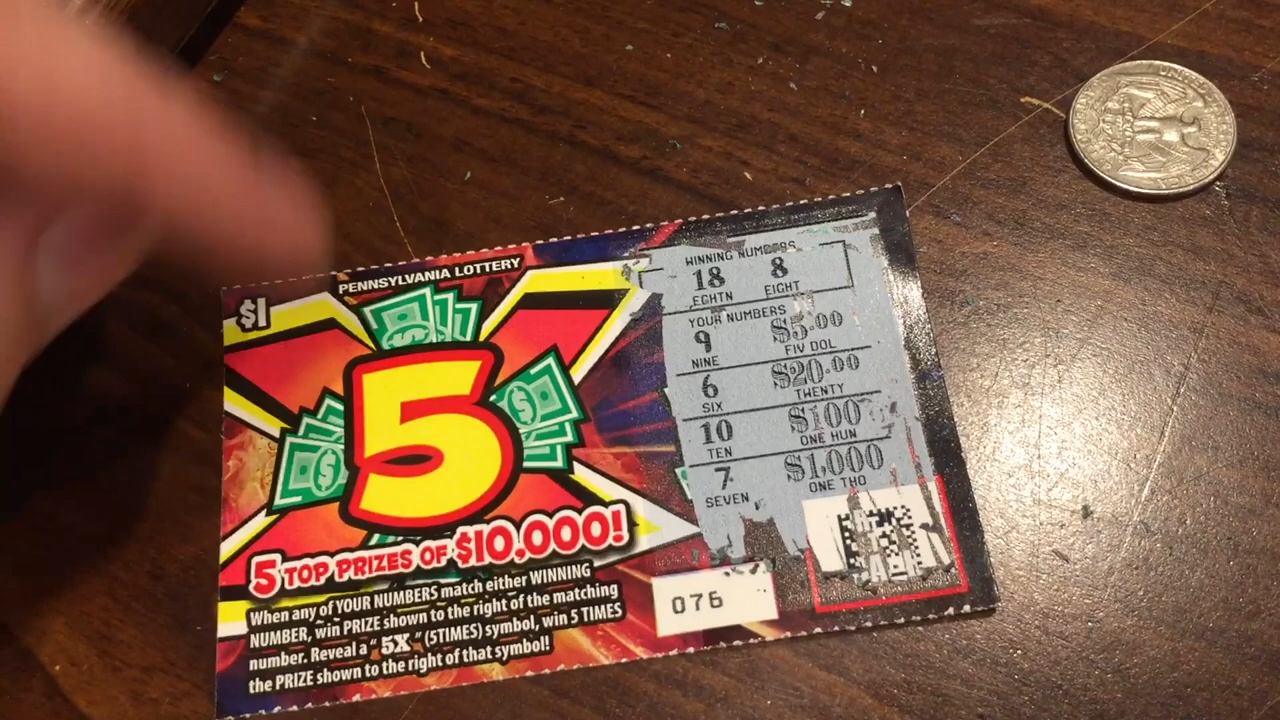 $1
PENNSYLVANIA LOTTERY
5
5 TOP PRIZES OF $10,000!
When any of YOUR NUMBERS match either WINNING
NUMBER, win PRIZE shown to the right of the matching
number. Reveal a "5X" (5TIMES) symbol, win 5 TIMES
the PRIZE shown to the right of that symbol!
WINNING NUMBERS
18 8
EGHTN EIGHT
YOUR NUMBERS
9 $5.00
NINE FIV DOL
6 $20.00
SIX TWENTY
10 $100
TEN ONE HUN
7 $1,000
SEVEN ONE THO
076